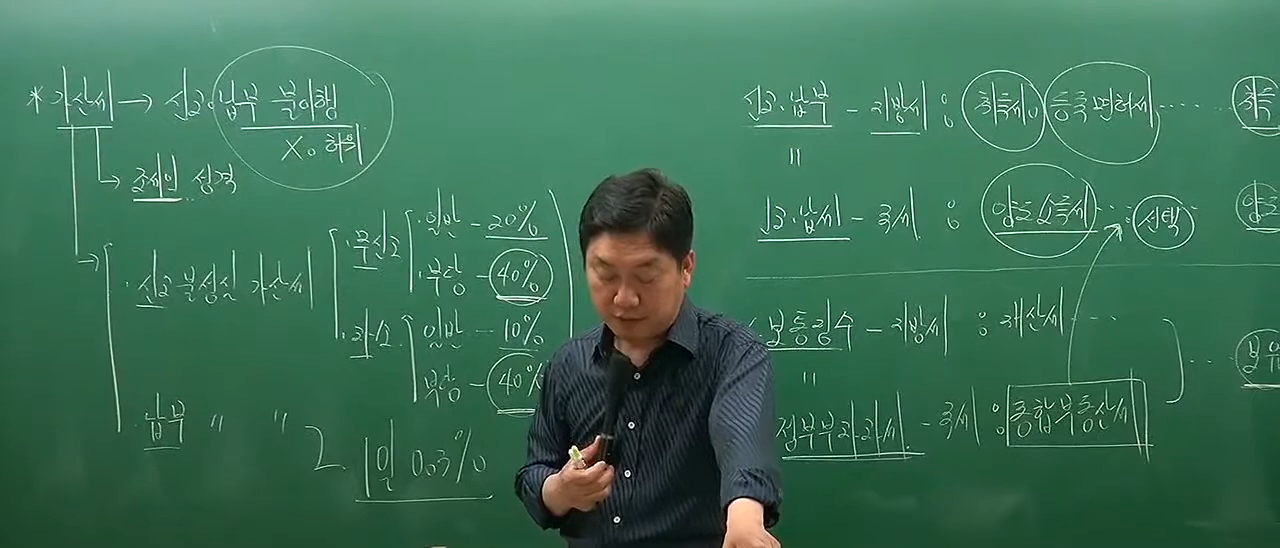 * 가산세 → 신고·납부 불이행
X. 하위
→ 조세인 성격
→ · 신고불성실 가산세
· 무신고
· 일반 - 20%
· 부당 - 40%
· 과소
일반 - 10%
부당 - 40%
· 납부 " "
일 0.03%
신고·납부 - 지방세 : 취득세, 등록면허세 ······ 취득
=
신고·납세 - 국세 : 양도소득세 ··· 선택
보통징수 - 지방세 : 재산세 ···
=
정부부과과세 - 국세 : 종합부동산세